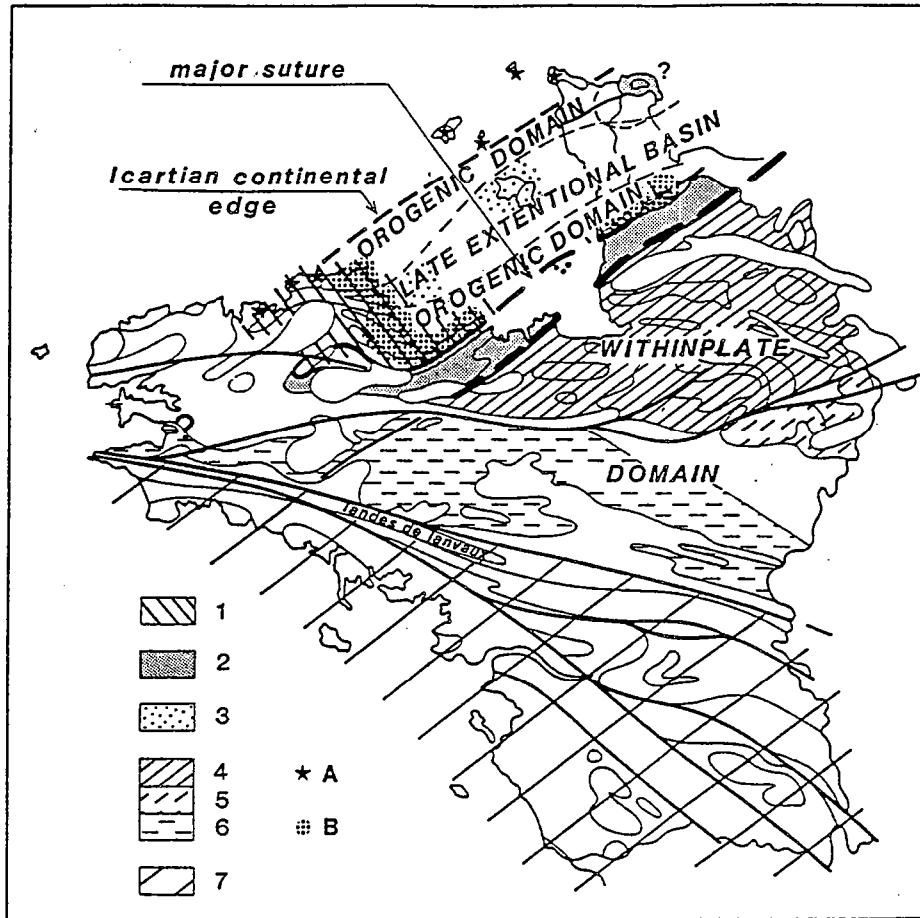 major suture
?
Icartian continental
edge
OROGENIC DOMAIN
LATE EXTENTIONAL BASIN
OROGENIC DOMAIN
WITHINPLATE
DOMAIN
landes de lanvaux
1
2
3
4 A
5
6 B
7